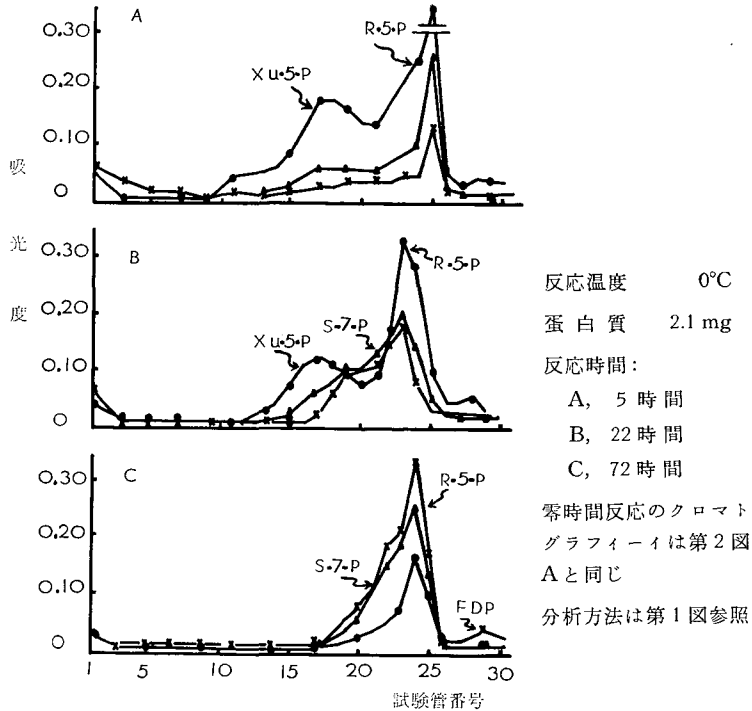 A
0.30
0.20
0.10
0
Xu·5·P
R·5·P
吸
光
度
B
0.30
0.20
0.10
0
Xu·5·P
S·7·P
R·5·P
C
0.30
0.20
0.10
0
S·7·P
R·5·P
FDP
1 5 10 15 20 25 30
試験管番号
反応温度 0°C
蛋白質 2.1 mg
反応時間:
A, 5時間
B, 22時間
C, 72時間
零時間反応のクロマト
グラフィーイは第2図
Aと同じ
分析方法は第1図参照